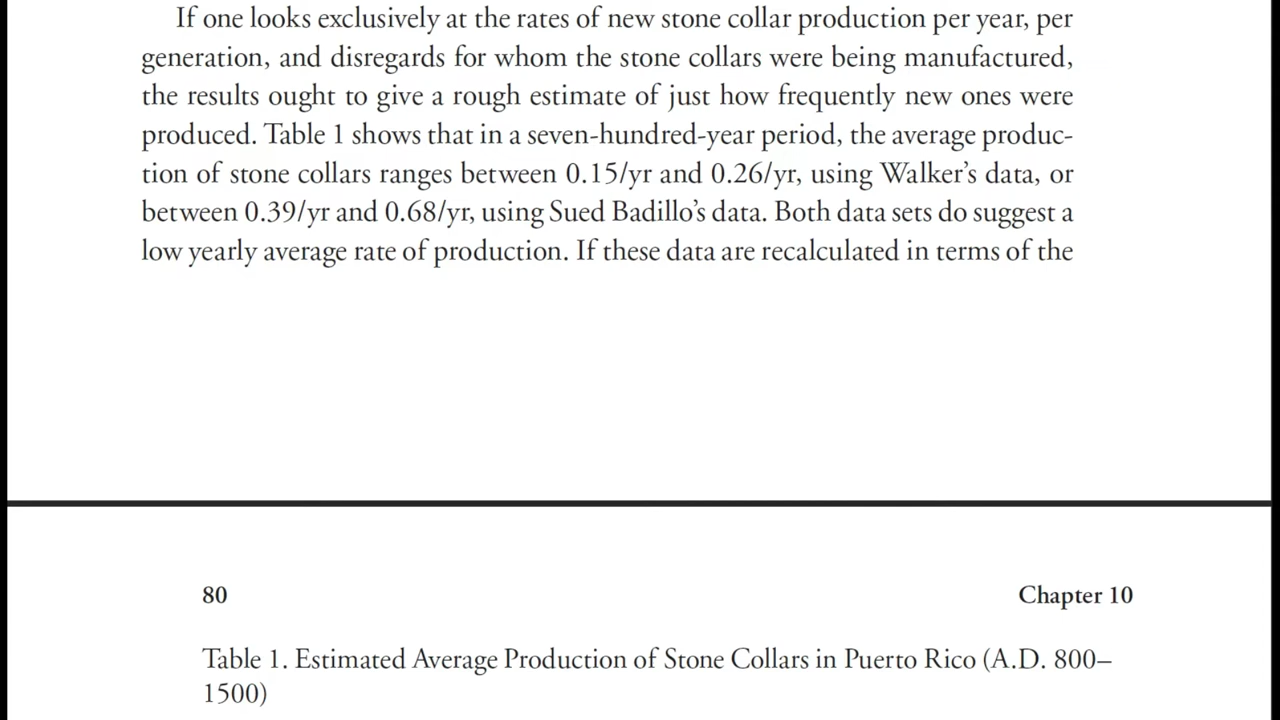 If one looks exclusively at the rates of new stone collar production per year, per
generation, and disregards for whom the stone collars were being manufactured,
the results ought to give a rough estimate of just how frequently new ones were
produced. Table 1 shows that in a seven-hundred-year period, the average produc-
tion of stone collars ranges between 0.15/yr and 0.26/yr, using Walker’s data, or
between 0.39/yr and 0.68/yr, using Sued Badillo’s data. Both data sets do suggest a
low yearly average rate of production. If these data are recalculated in terms of the
80
Chapter 10
Table 1. Estimated Average Production of Stone Collars in Puerto Rico (A.D. 800–
1500)